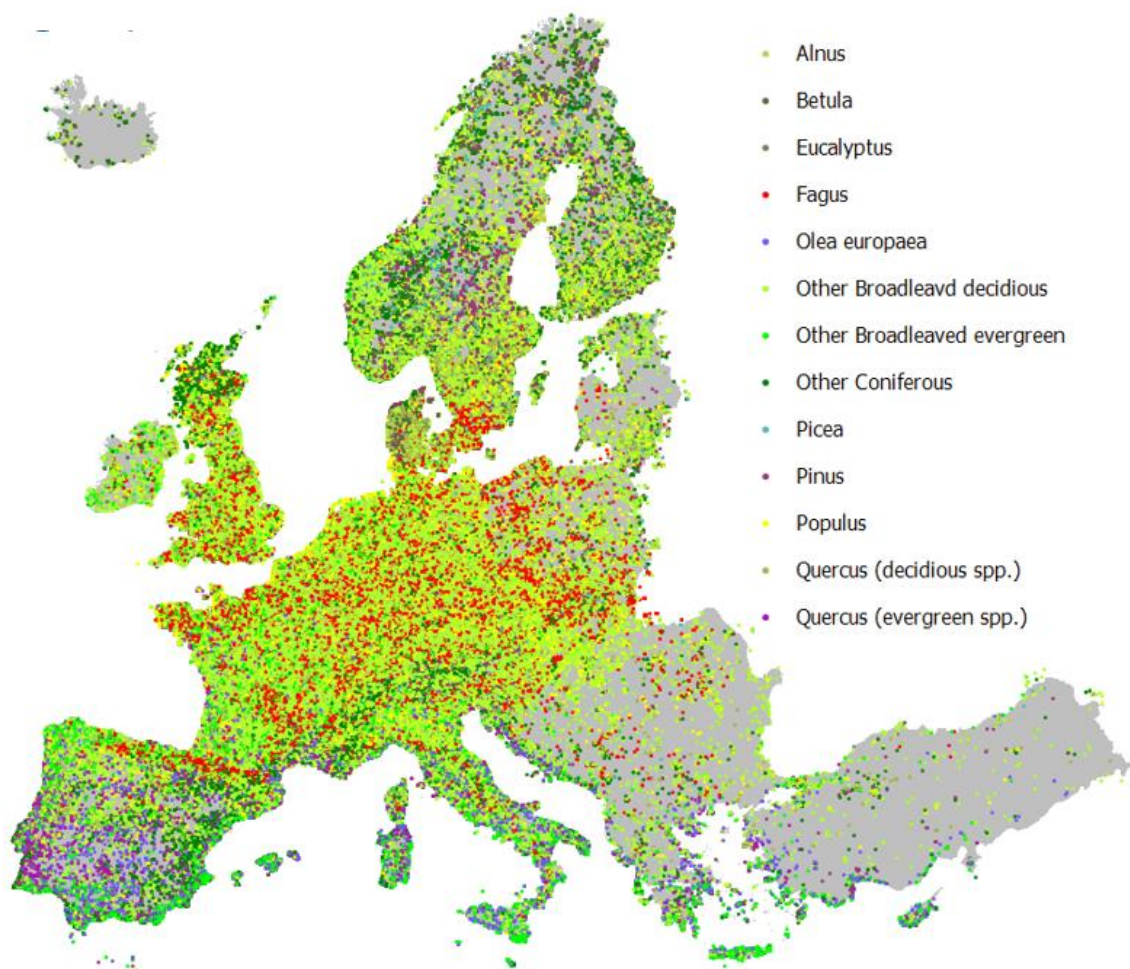 Alnus
Betula
Eucalyptus
Fagus
Olea europaea
Other Broadleavd decidious
Other Broadleaved evergreen
Other Coniferous
Picea
Pinus
Populus
Quercus (decidious spp.)
Quercus (evergreen spp.)